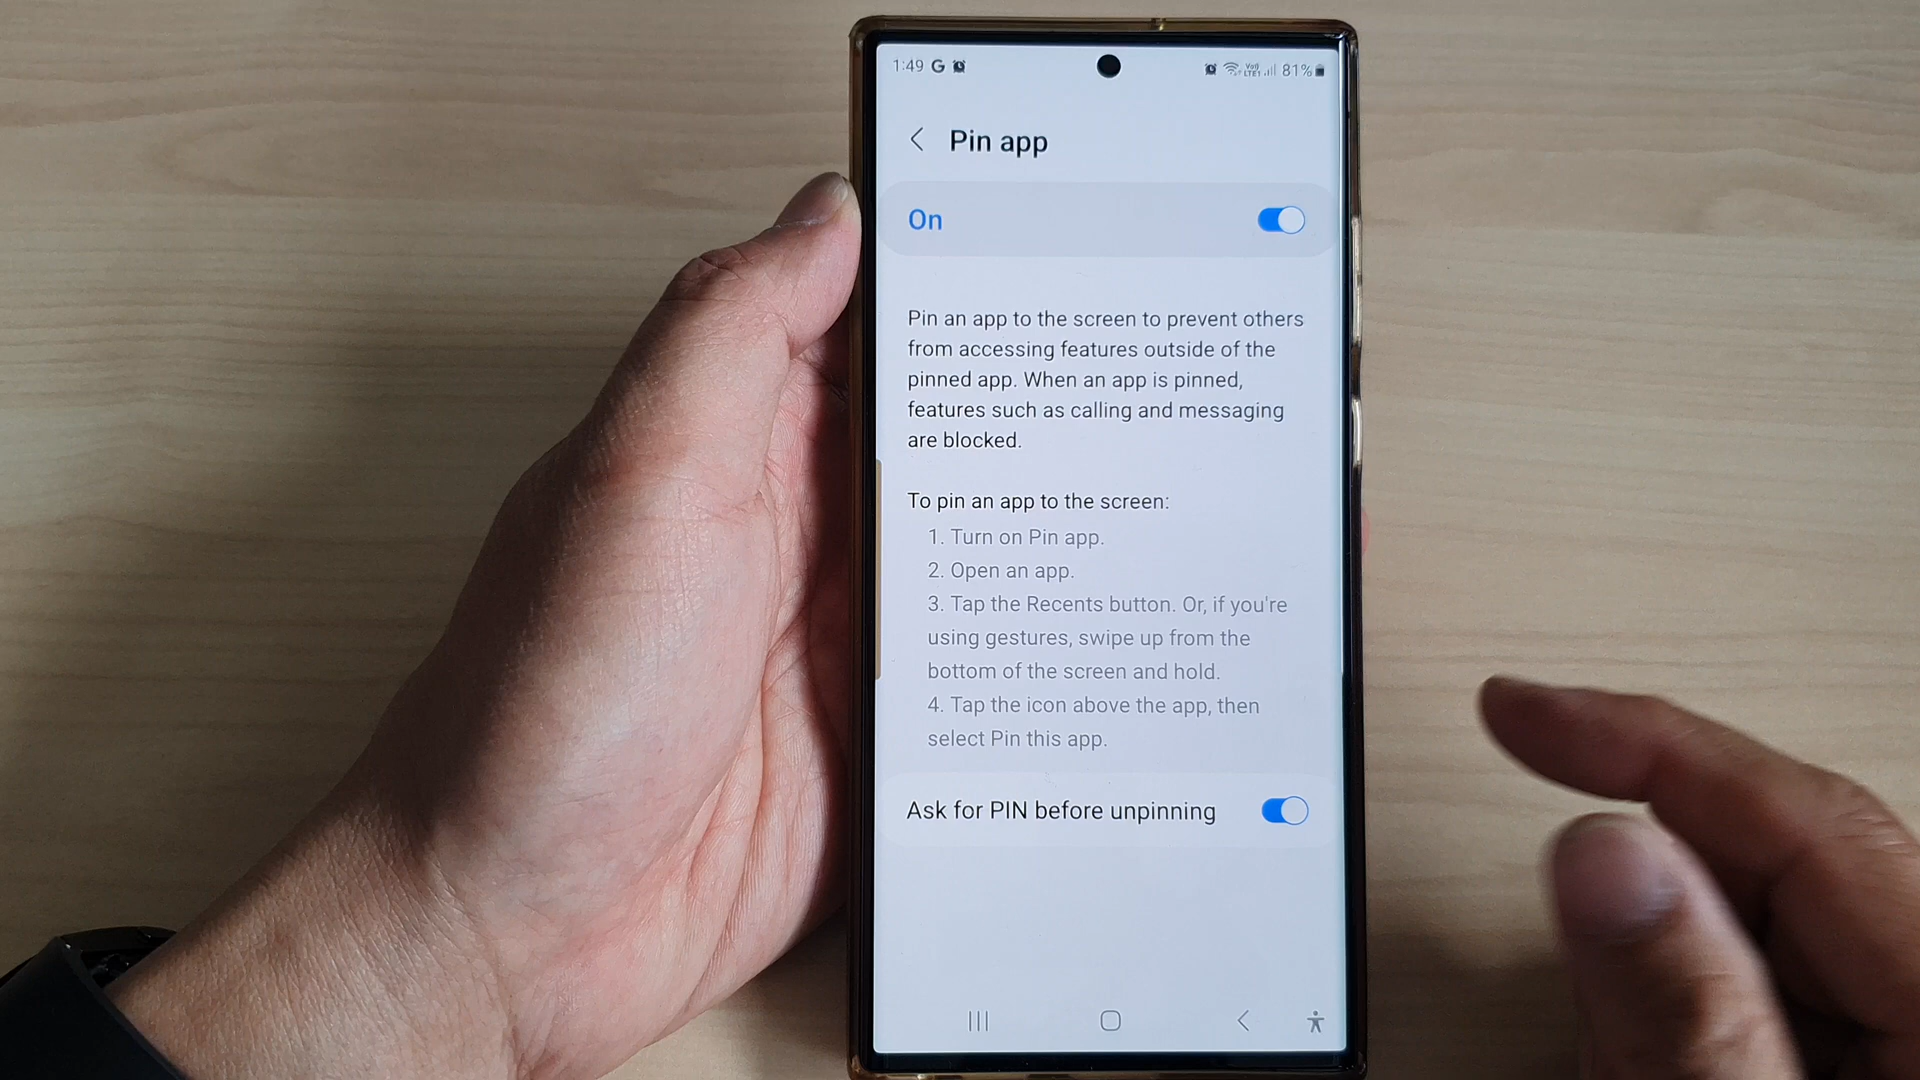 1:49 G 81%
Pin app
On
Pin an app to the screen to prevent others
from accessing features outside of the
pinned app. When an app is pinned,
features such as calling and messaging
are blocked.
To pin an app to the screen:
1. Turn on Pin app.
2. Open an app.
3. Tap the Recents button. Or, if you're
using gestures, swipe up from the
bottom of the screen and hold.
4. Tap the icon above the app, then
select Pin this app.
Ask for PIN before unpinning